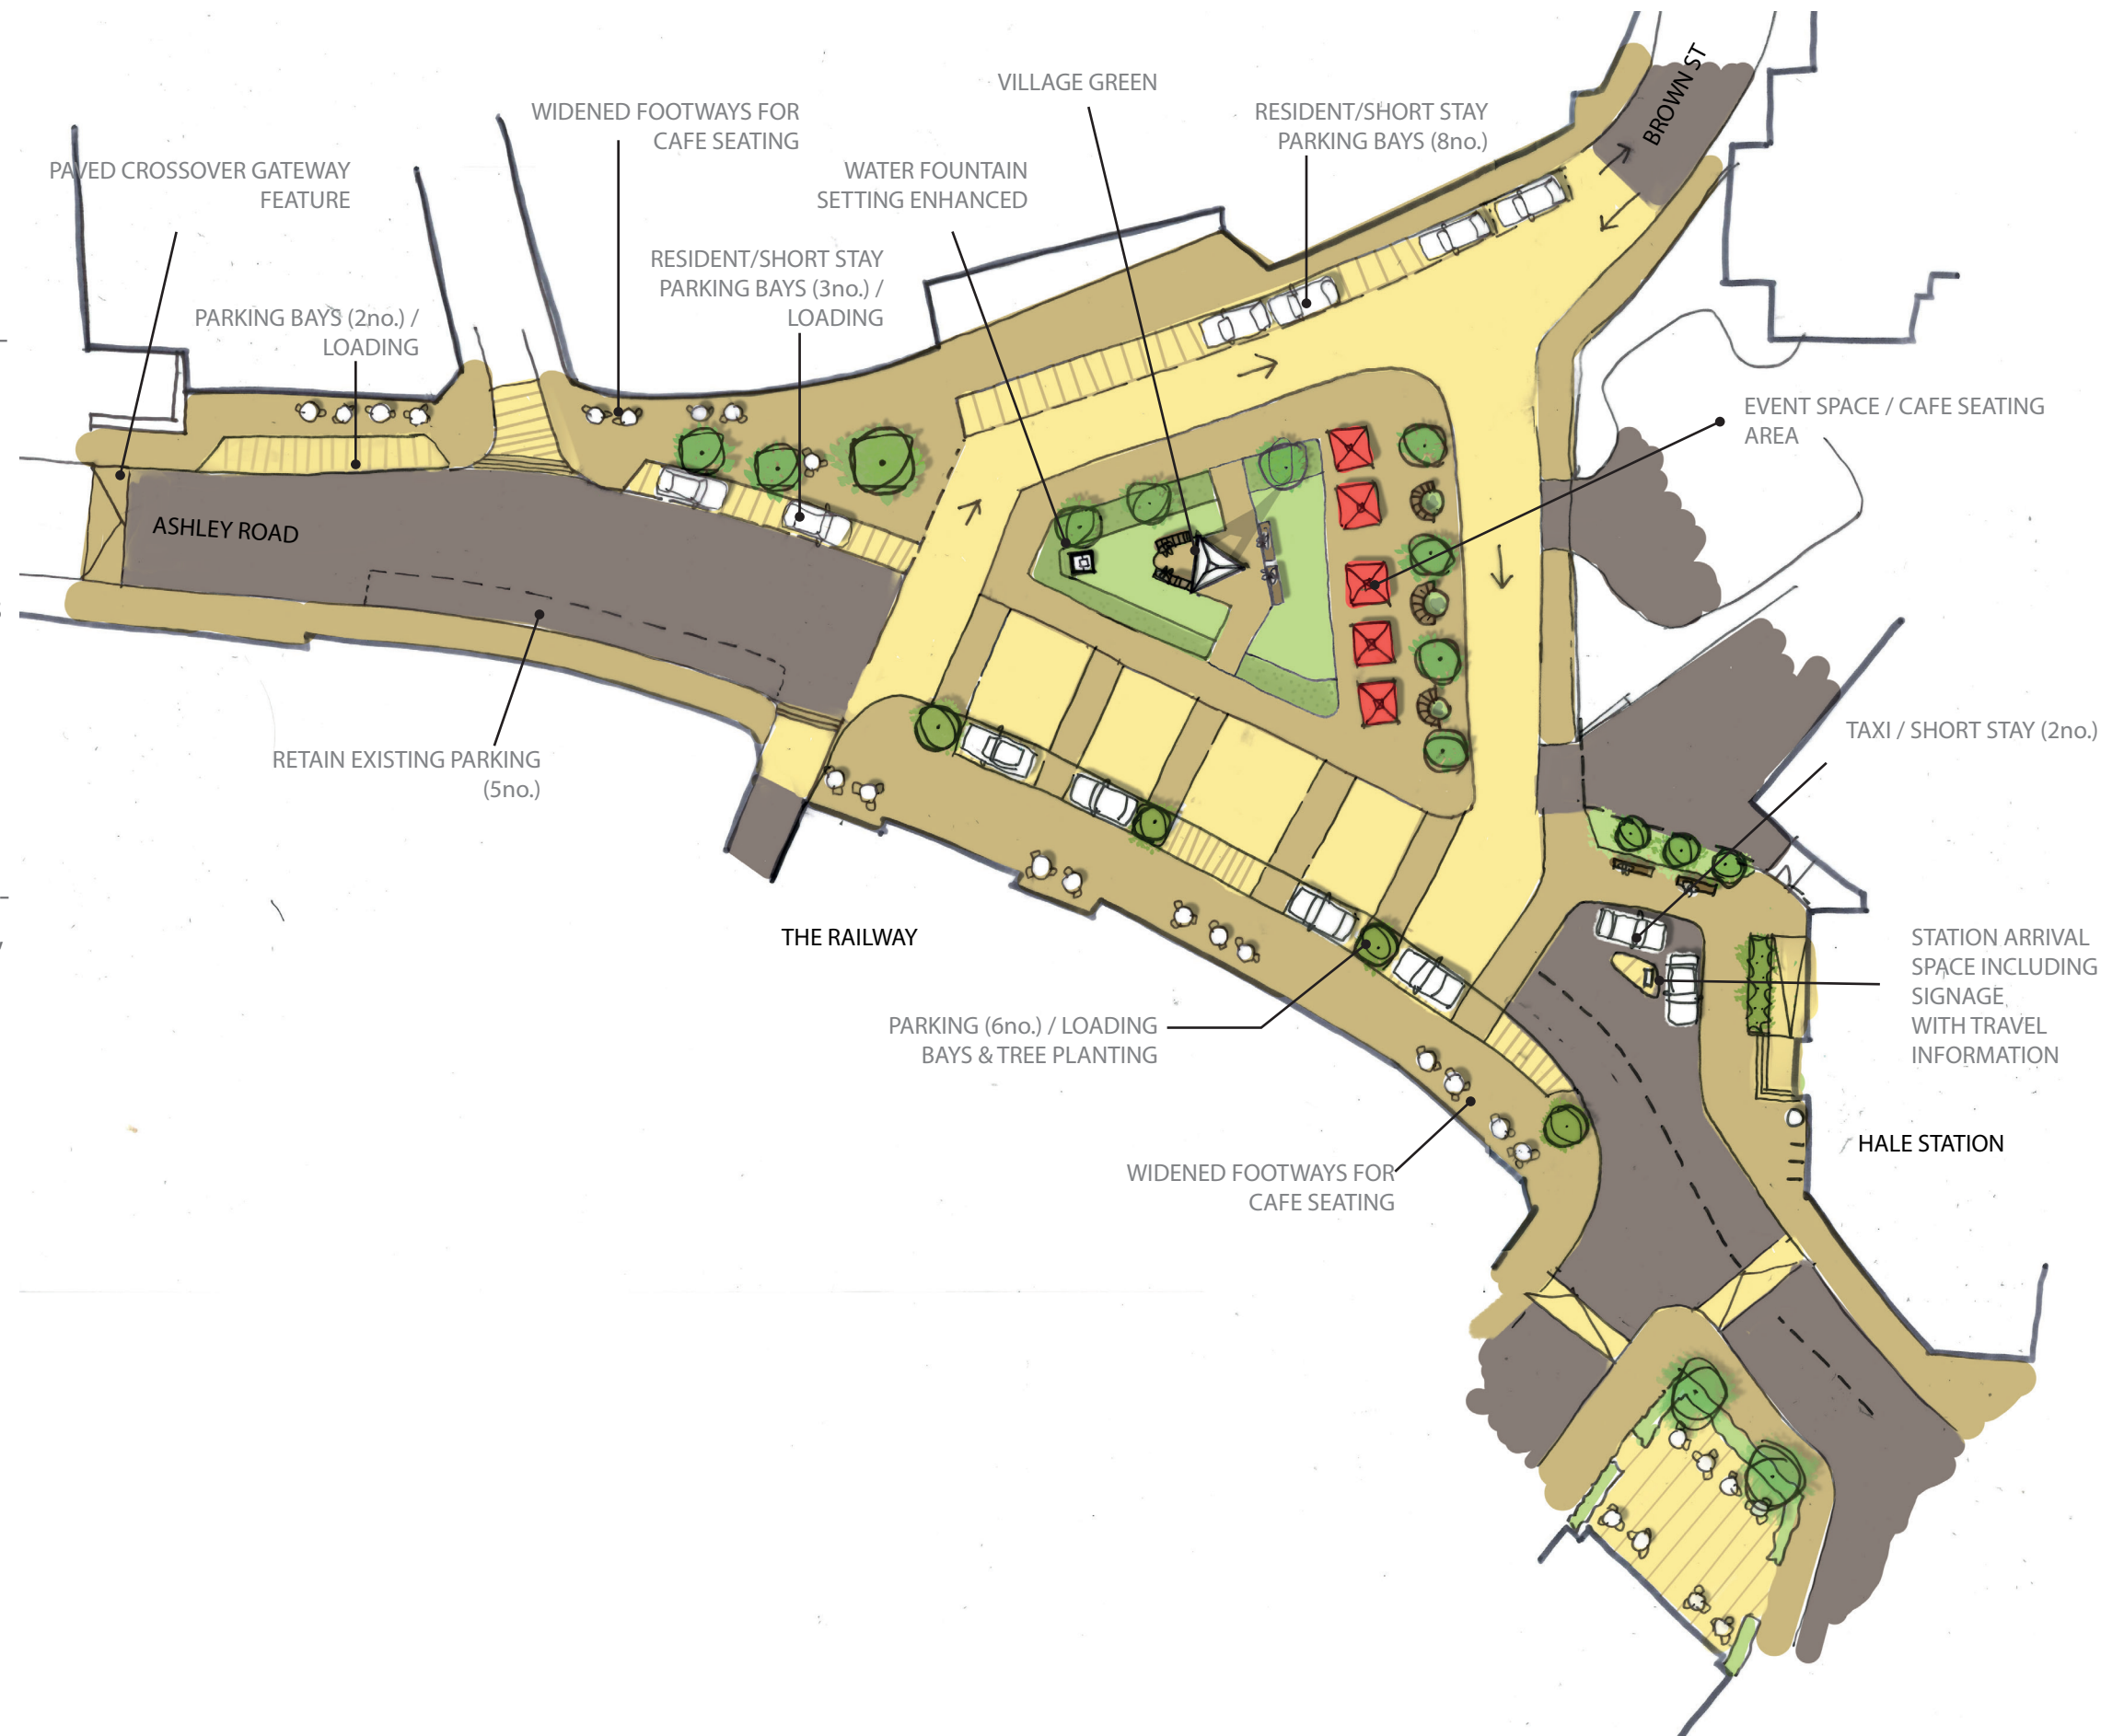 VILLAGE GREEN
WIDENED FOOTWAYS FOR
CAFE SEATING
RESIDENT/SHORT STAY
PARKING BAYS (8no.)
BROWN ST
PAVED CROSSOVER GATEWAY
FEATURE
WATER FOUNTAIN
SETTING ENHANCED
RESIDENT/SHORT STAY
PARKING BAYS (3no.) /
LOADING
PARKING BAYS (2no.) /
LOADING
EVENT SPACE / CAFE SEATING
AREA
ASHLEY ROAD
RETAIN EXISTING PARKING
(5no.)
TAXI / SHORT STAY (2no.)
THE RAILWAY
STATION ARRIVAL
SPACE INCLUDING
SIGNAGE
WITH TRAVEL
INFORMATION
PARKING (6no.) / LOADING
BAYS & TREE PLANTING
HALE STATION
WIDENED FOOTWAYS FOR
CAFE SEATING